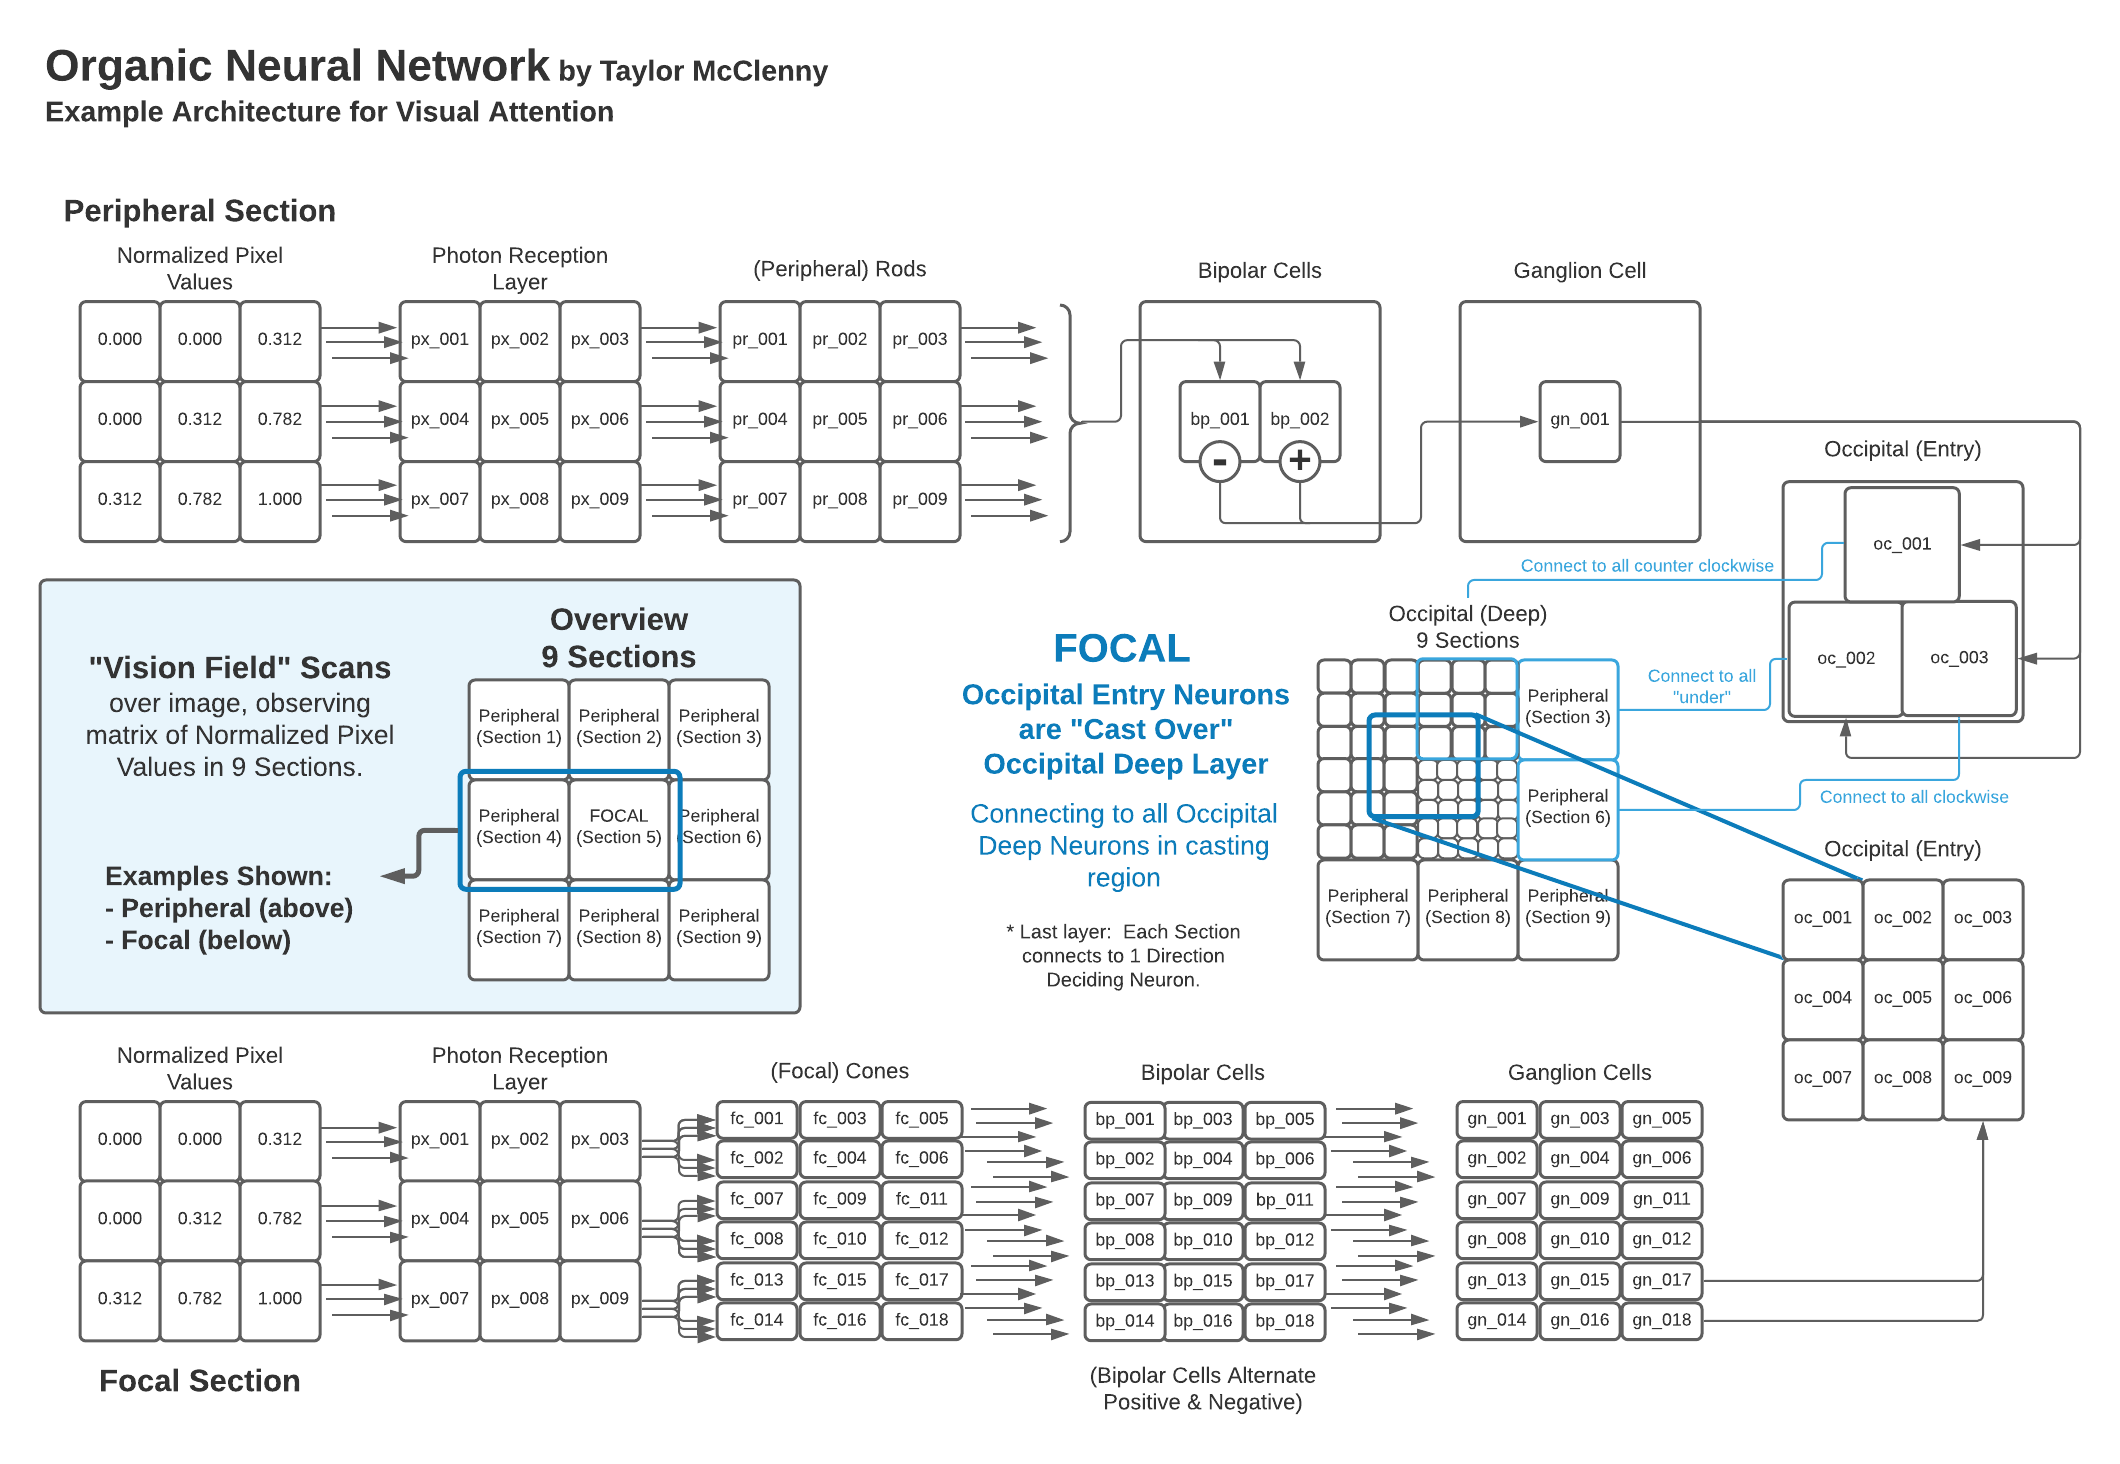 Organic Neural Network by Taylor McClenny
Example Architecture for Visual Attention
Peripheral Section
Normalized Pixel
Values
Photon Reception
Layer
(Peripheral) Rods
Bipolar Cells
Ganglion Cell
0.000 0.000 0.312
0.000 0.312 0.782
0.312 0.782 1.000
px_001 px_002 px_003
px_004 px_005 px_006
px_007 px_008 px_009
pr_001 pr_002 pr_003
pr_004 pr_005 pr_006
pr_007 pr_008 pr_009
bp_001 bp_002
- +
gn_001
Occipital (Entry)
oc_001
oc_002 oc_003
Connect to all counter clockwise
Connect to all
"under"
Connect to all clockwise
"Vision Field" Scans
over image, observing
matrix of Normalized Pixel
Values in 9 Sections.
Examples Shown:
- Peripheral (above)
- Focal (below)
Overview
9 Sections
Peripheral
(Section 1)
Peripheral
(Section 2)
Peripheral
(Section 3)
Peripheral
(Section 4)
FOCAL
(Section 5)
Peripheral
(Section 6)
Peripheral
(Section 7)
Peripheral
(Section 8)
Peripheral
(Section 9)
FOCAL
Occipital Entry Neurons
are "Cast Over"
Occipital Deep Layer
Connecting to all Occipital
Deep Neurons in casting
region
* Last layer: Each Section
connects to 1 Direction
Deciding Neuron.
Occipital (Deep)
9 Sections
Peripheral
(Section 3)
Peripheral
(Section 6)
Peripheral
(Section 7)
Peripheral
(Section 8)
Peripheral
(Section 9)
Occipital (Entry)
oc_001 oc_002 oc_003
oc_004 oc_005 oc_006
oc_007 oc_008 oc_009
Normalized Pixel
Values
Photon Reception
Layer
(Focal) Cones
Bipolar Cells
Ganglion Cells
0.000 0.000 0.312
0.000 0.312 0.782
0.312 0.782 1.000
px_001 px_002 px_003
px_004 px_005 px_006
px_007 px_008 px_009
fc_001 fc_003 fc_005
fc_002 fc_004 fc_006
fc_007 fc_009 fc_011
fc_008 fc_010 fc_012
fc_013 fc_015 fc_017
fc_014 fc_016 fc_018
bp_001 bp_003 bp_005
bp_002 bp_004 bp_006
bp_007 bp_009 bp_011
bp_008 bp_010 bp_012
bp_013 bp_015 bp_017
bp_014 bp_016 bp_018
gn_001 gn_003 gn_005
gn_002 gn_004 gn_006
gn_007 gn_009 gn_011
gn_008 gn_010 gn_012
gn_013 gn_015 gn_017
gn_014 gn_016 gn_018
(Bipolar Cells Alternate
Positive & Negative)
Focal Section